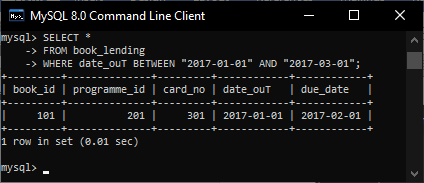 MySQL 8.0 Command Line Client
mysql> SELECT *
    -> FROM book_lending
    -> WHERE date_ouT BETWEEN "2017-01-01" AND "2017-03-01";
+---------+--------------+---------+------------+------------+
| book_id | programme_id | card_no | date_ouT   | due_date   |
+---------+--------------+---------+------------+------------+
|     101 |          201 |     301 | 2017-01-01 | 2017-02-01 |
+---------+--------------+---------+------------+------------+
1 row in set (0.01 sec)
mysql>